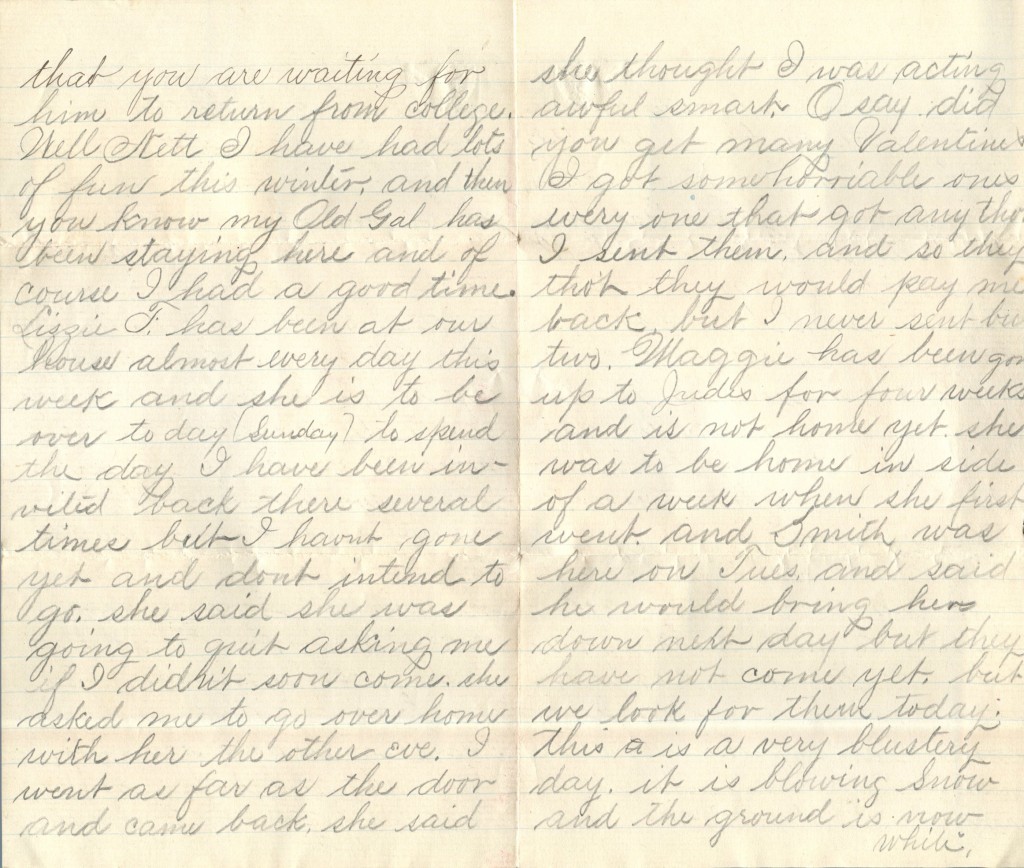 that you are waiting for
him to return from college.
Well Nett I have had lots
of fun this winter, and then
you know my Old Gal has
been staying here and of
course I had a good time.
Lizzie F. has been at our
house almost every day this
week and she is to be
over to day (Sunday) to spend
the day. I have been in-
vited back there several
times but I havnt gone
yet and dont intend to
go. she said she was
going to quit asking me
if I didn't soon come. she
asked me to go over home
with her the other eve. I
went as far as the door
and came back. she said
she thought I was acting
awful smart. O say did
you get many Valentines
I got some horriable ones
every one that got any tho
I sent them. and so they
thot they would pay me
back, but I never sent but
two. Maggie has been gon
up to Judes for four weeks
and is not home yet. she
was to be home in side
of a week when she first
went. and Smith was
here on Tues. and said
he would bring her
down next day but they
have not come yet. but
we look for them today.
this a is a very blustery
day. it is blowing Snow
and the ground is now
white.